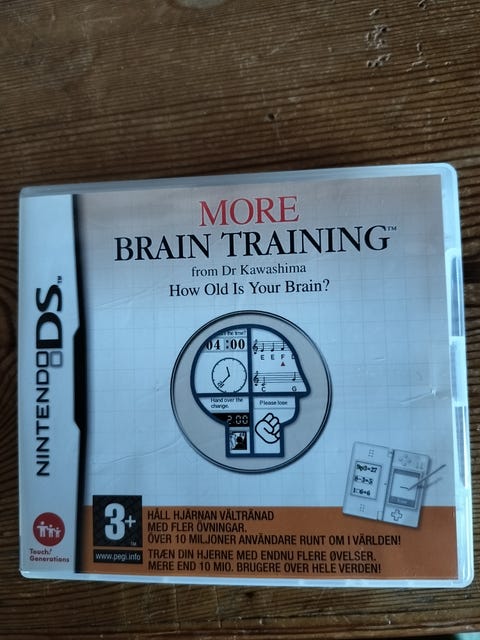 MORE
BRAIN TRAINING™
from Dr Kawashima
How Old Is Your Brain?
NINTENDO DS™
04:00
E E F
C G
Hand over the
change.
2.00
Please lose
Touch!
Generations
3+
www.pegi.info
HÅLL HJÄRNAN VÄLTRÄNAD
MED FLER ÖVNINGAR.
ÖVER 10 MILJONER ANVÄNDARE RUNT OM I VÄRLDEN!
TRÆN DIN HJERNE MED ENDNU FLERE ØVELSER.
MERE END 10 MIO. BRUGERE OVER HELE VERDEN!